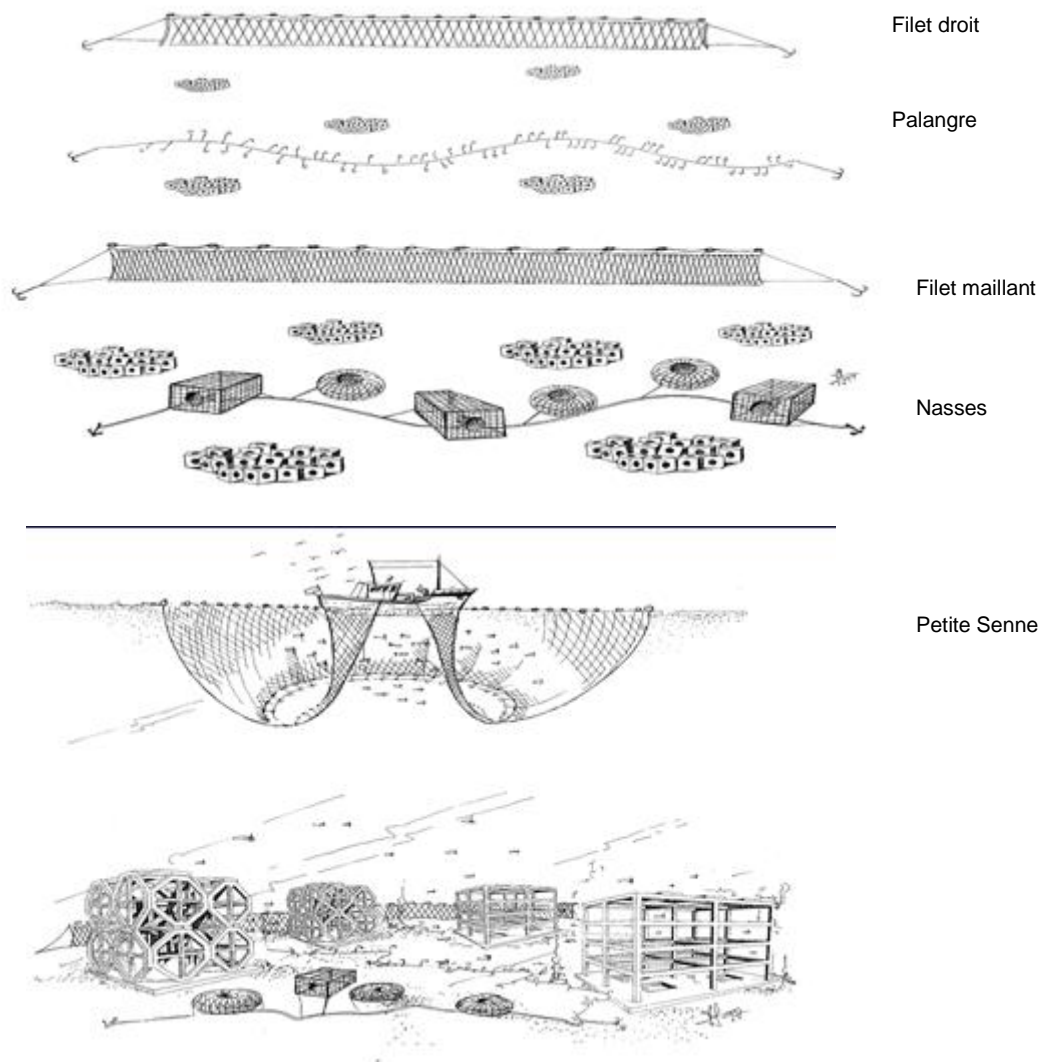 Filet droit
Palangre
Filet maillant
Nasses
Petite Senne